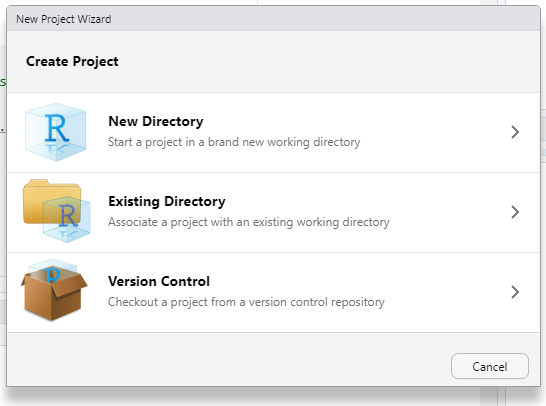 New Project Wizard
Create Project
R
New Directory
Start a project in a brand new working directory
R
Existing Directory
Associate a project with an existing working directory
R
Version Control
Checkout a project from a version control repository
Cancel